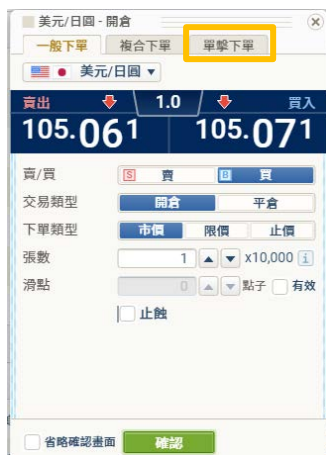 美元/日圓 - 開倉
一般下單 複合下單 單擊下單
美元/日圓 ▼
賣出 1.0 買入
105.061 105.071
賣/買 S 賣 B 買
交易類型 開倉 平倉
下單類型 市價 限價 止價
張數 1 x10,000 i
滑點 0 點子 有效
止蝕
省略確認畫面 確認